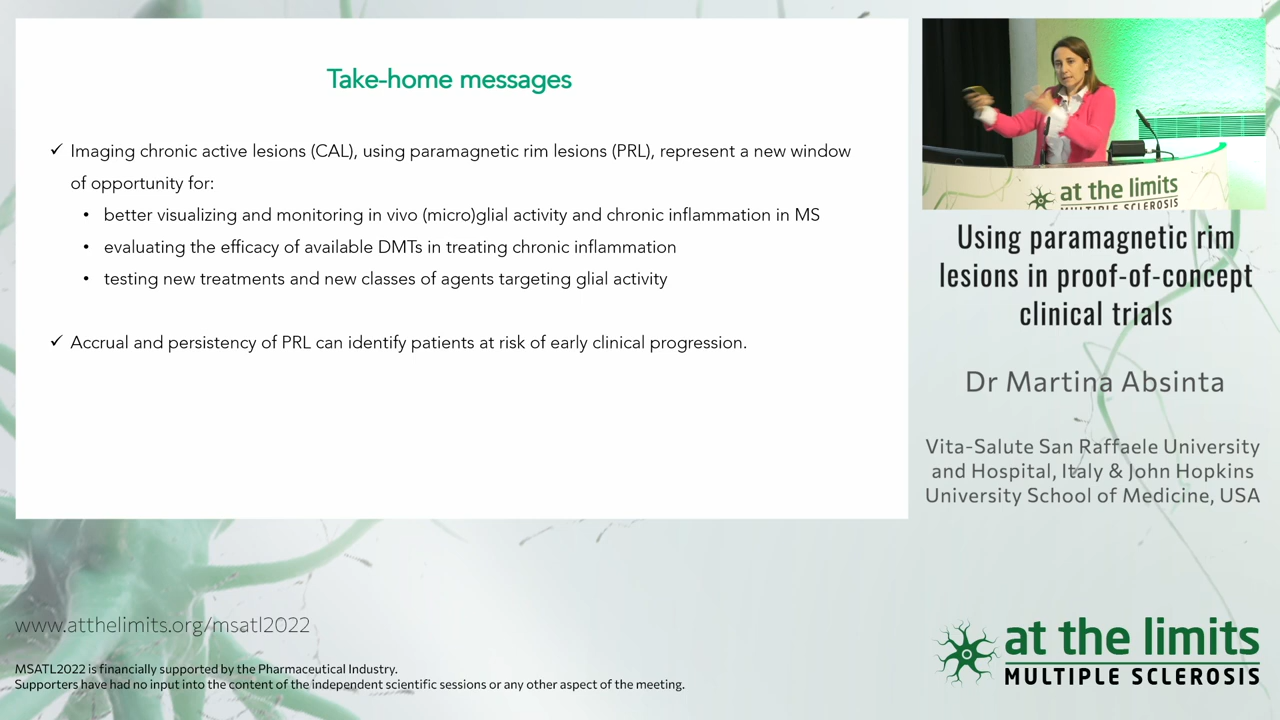 Take-home messages
✓ Imaging chronic active lesions (CAL), using paramagnetic rim lesions (PRL), represent a new window
of opportunity for:
• better visualizing and monitoring in vivo (micro)glial activity and chronic inflammation in MS
• evaluating the efficacy of available DMTs in treating chronic inflammation
• testing new treatments and new classes of agents targeting glial activity
✓ Accrual and persistency of PRL can identify patients at risk of early clinical progression.
at the limits
MULTIPLE SCLEROSIS
Using paramagnetic rim
lesions in proof-of-concept
clinical trials
Dr Martina Absinta
Vita-Salute San Raffaele University
and Hospital, Italy & John Hopkins
University School of Medicine, USA
www.atthelimits.org/msatl2022
MSATL2022 is financially supported by the Pharmaceutical Industry.
Supporters have had no input into the content of the independent scientific sessions or any other aspect of the meeting.
at the limits
MULTIPLE SCLEROSIS